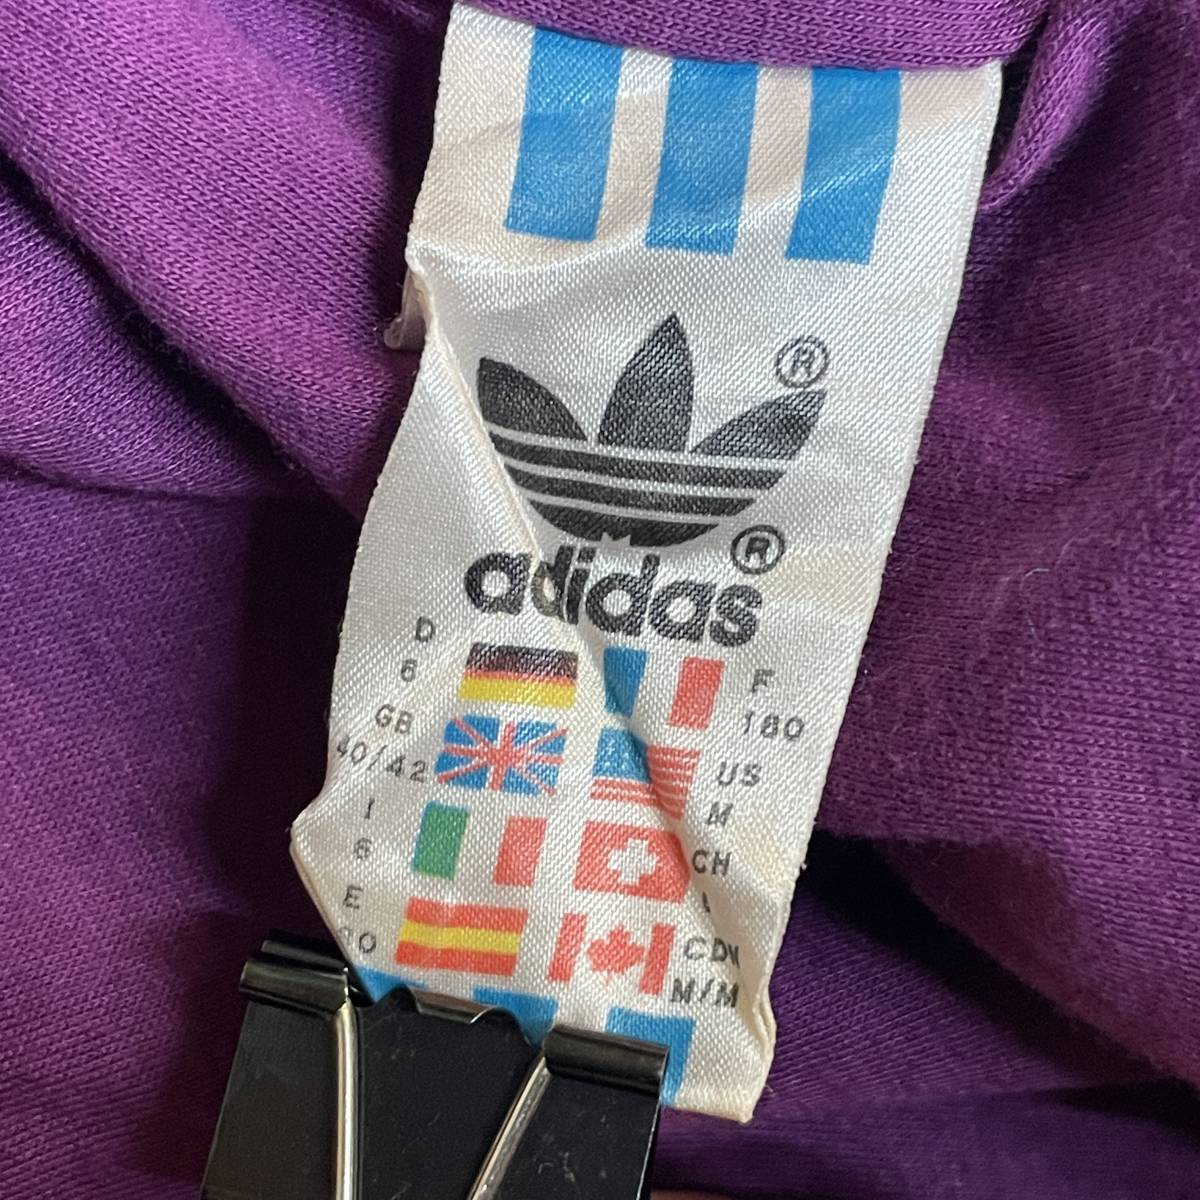 ®
adidas®
D
6
F
180
GB
40/42
US
M
I
6
CH
E
CDN
M/M